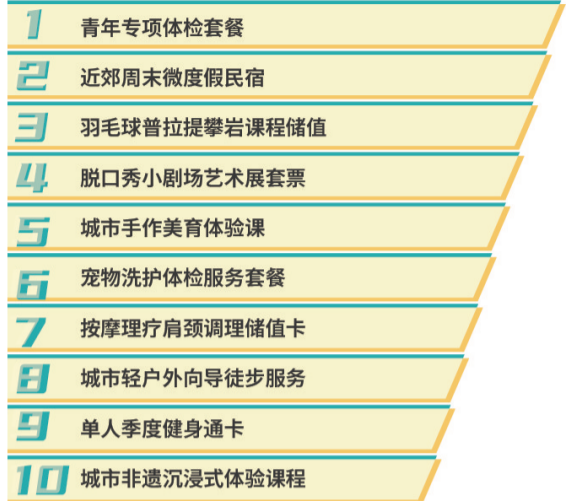 1 青年专项体检套餐
2 近郊周末微度假民宿
3 羽毛球普拉提攀岩课程储值
4 脱口秀小剧场艺术展套票
5 城市手作美育体验课
6 宠物洗护体检服务套餐
7 按摩理疗肩颈调理储值卡
8 城市轻户外向导徒步服务
9 单人季度健身通卡
10 城市非遗沉浸式体验课程